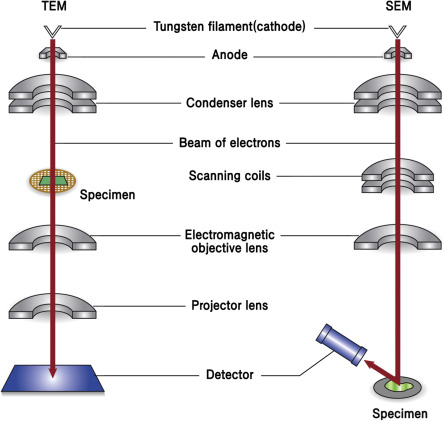 TEM
SEM
Tungsten filament(cathode)
Anode
Condenser lens
Beam of electrons
Scanning coils
Specimen
Electromagnetic
objective lens
Projector lens
Detector
Specimen